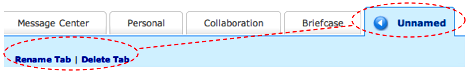 Message Center Personal Collaboration Briefcase Unnamed
Rename Tab | Delete Tab